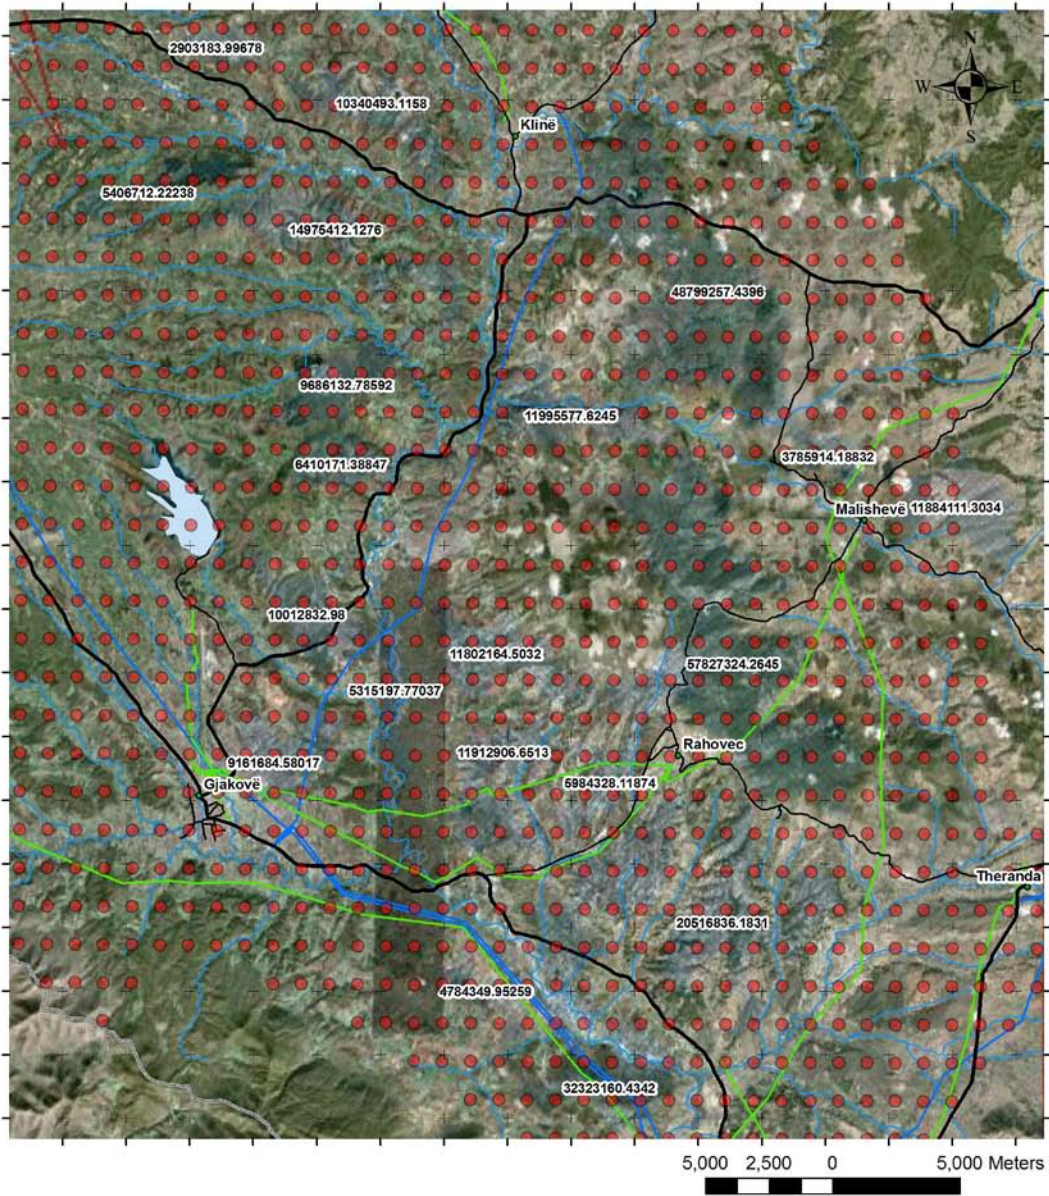 2903183.99678
N
W
E
S
10340493.1158
Klinë
5406712.22238
14975412.1276
48799257.4396
9686132.78592
11995577.6245
6410171.38847
3785914.18832
Malishevë 11884111.3034
10012832.98
11802164.5032
57827324.2645
5315197.77037
Rahovec
11912906.6513
9161684.58017
5984328.11874
Gjakovë
Theranda
20516836.1831
4784349.95259
32323160.4342
5,000 2,500 0 5,000 Meters